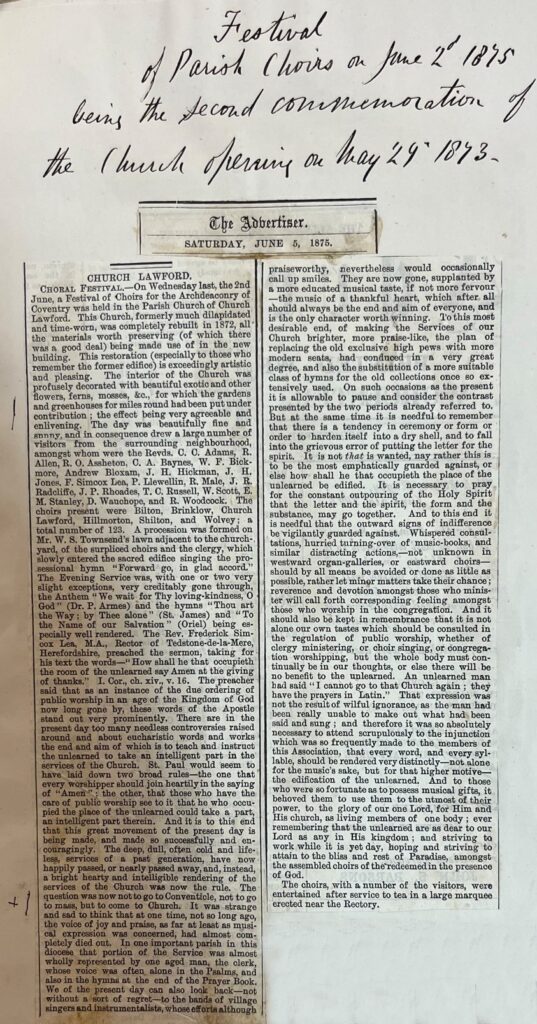 Festival
of Parish Choirs on June 2d 1875
being the second commemoration of
the Church opening on May 29th 1873-
The Advertiser.
SATURDAY, JUNE 5, 1875.
CHURCH LAWFORD.
CHORAL FESTIVAL.—On Wednesday last, the 2nd
June, a Festival of Choirs for the Archdeaconry of
Coventry was held in the Parish Church of Church
Lawford. This Church, formerly much dilapidated
and time-worn, was completely rebuilt in 1872, all
the materials worth preserving (of which there
was a good deal) being made use of in the new
building. This restoration (especially to those who
remember the former edifice) is exceedingly artistic
and pleasing. The interior of the Church was
profusely decorated with beautiful exotic and other
flowers, ferns, mosses, &c., for which the gardens
and greenhouses for miles round had been put under
contribution; the effect being very agreeable and
enlivening. The day was beautifully fine and
sunny, and in consequence drew a large number of
visitors from the surrounding neighbourhood,
amongst whom were the Revds. C. C. Adams, R.
Allen, R. O. Assheton, C. A. Baynes, W. F. Bick-
more, Andrew Bloxam, J. H. Hickman, J. H.
Jones, F. Simcox Lea, P. Llewellin, R. Male, J. R.
Radcliffe, J. P. Rhoades, T. C. Russell, W. Scott, E.
M. Stanley, D. Wauchope, and R. Woodcock. The
choirs present were Bilton, Brinklow, Church
Lawford, Hillmorton, Shilton, and Wolvey; a
total number of 123. A procession was formed on
Mr. W. S. Townsend's lawn adjacent to the church-
yard, of the surpliced choirs and the clergy, which
slowly entered the sacred edifice singing the pro-
sessional hymn "Forward go, in glad accord."
The Evening Service was, with one or two very
slight exceptions, very creditably gone through,
the Anthem "We wait for Thy loving-kindness, O
God" (Dr. P. Armes) and the hymns "Thou art
the Way; by Thee alone" (St. James) and "To
the Name of our Salvation" (Oriel) being es-
pecially well rendered. The Rev. Frederick Sim-
cox Lea, M.A., Rector of Tedstone-de-la-Mere,
Herefordshire, preached the sermon, taking for
his text the words—"How shall he that occupieth
the room of the unlearned say Amen at the giving
of thanks." I. Cor., ch. xiv., v. 16. The preacher
said that as an instance of the due ordering of
public worship in an age of the Kingdom of God
now long gone by, these words of the Apostle
stand out very prominently. There are in the
present day too many needless controversies raised
around and about eucharistic words and works
the end and aim of which is to teach and instruct
the unlearned to take an intelligent part in the
services of the Church. St. Paul would seem to
have laid down two broad rules—the one that
every worshipper should join heartily in the saying
of "Amen"; the other, that those who have the
care of public worship see to it that he who occu-
pied the place of the unlearned could take a part,
an intelligent part therein. And it is to this end
that this great movement of the present day is
being made, and made so successfully and en-
couragingly. The deep, dull, often cold and life-
less, services of a past generation, have now
happily passed, or nearly passed away, and, instead,
a bright hearty and intelligible rendering of the
services of the Church was now the rule. The
question was now not go to Conventicle, not to go
to mass, but to come to Church. It was strange
and sad to think that at one time, not so long ago,
the voice of joy and praise, as far at least as musi-
cal expression was concerned, had almost com-
pletely died out. In one important parish in this
diocese that portion of the Service was almost
wholly represented by one aged man, the clerk,
whose voice was often alone in the Psalms, and
also in the hymns at the end of the Prayer Book.
We of the present day can also look back—not
without a sort of regret—to the bands of village
singers and instrumentalists, whose efforts although
praiseworthy, nevertheless would occasionally
call up smiles. They are now gone, supplanted by
a more educated musical taste, if not more fervour
—the music of a thankful heart, which after all
should always be the end and aim of everyone, and
is the only character worth winning. To this most
desirable end, of making the Services of our
Church brighter, more praise-like, the plan of
replacing the old exclusive high pews with more
modern seats, had conduced in a very great
degree, and also the substitution of a more suitable
class of hymns for the old collections once so ex-
tensively used. On such occasions as the present
it is allowable to pause and consider the contrast
presented by the two periods already referred to.
But at the same time it is needful to remember
that there is a tendency in ceremony or form or
order to harden itself into a dry shell, and to fall
into the grievous error of putting the letter for the
spirit. It is not that is wanted, nay rather this is
to be the most emphatically guarded against, or
else how shall he that occupieth the place of the
unlearned be edified. It is necessary to pray
for the constant outpouring of the Holy Spirit
that the letter and the spirit, the form and the
substance, may go together. And to this end it
is needful that the outward signs of indifference
be vigilantly guarded against. Whispered consul-
tations, hurried turning-over of music-books, and
similar distracting actions,—not unknown in
westward organ-galleries, or eastward choirs—
should by all means be avoided or done as little as
possible, rather let minor matters take their chance;
reverence and devotion amongst those who minis-
ter will call forth corresponding feeling amongst
those who worship in the congregation. And it
should also be kept in remembrance that it is not
alone our own tastes which should be consulted in
the regulation of public worship, whether of
clergy ministering, or choir singing, or congrega-
tion worshipping, but the whole body must con-
tinually be in our thoughts, or else there will be
no benefit to the unlearned. An unlearned man
had said "I cannot go to that Church again; they
have the prayers in Latin." That expression was
not the result of wilful ignorance, as the man had
been really unable to make out what had been
said and sung; and therefore it was so absolutely
necessary to attend scrupulously to the injunction
which was so frequently made to the members of
this Association, that every word, and every syl-
lable, should be rendered very distinctly—not alone
for the music's sake, but for that higher motive—
the edification of the unlearned. And to those
who were so fortunate as to possess musical gifts, it
behoved them to use them to the utmost of their
power, to the glory of our one Lord, for Him and
His church, as living members of one body; ever
remembering that the unlearned are as dear to our
Lord as any in His kingdom; and striving to
work while it is yet day, hoping and striving to
attain to the bliss and rest of Paradise, amongst
the assembled choirs of the redeemed in the presence
of God.
The choirs, with a number of the visitors, were
entertained after service to tea in a large marquee
erected near the Rectory.